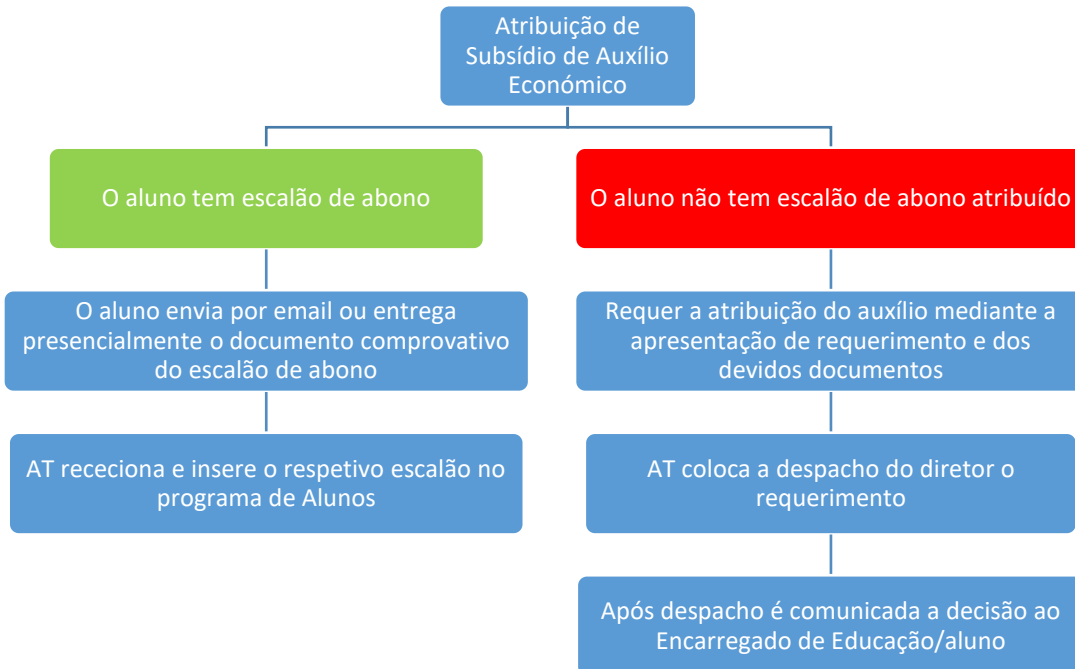 Atribuição de
Subsídio de Auxílio
Económico
O aluno tem escalão de abono
O aluno envia por email ou entrega
presencialmente o documento comprovativo
do escalão de abono
AT receciona e insere o respetivo escalão no
programa de Alunos
O aluno não tem escalão de abono atribuído
Requer a atribuição do auxílio mediante a
apresentação de requerimento e dos
devidos documentos
AT coloca a despacho do diretor o
requerimento
Após despacho é comunicada a decisão ao
Encarregado de Educação/aluno